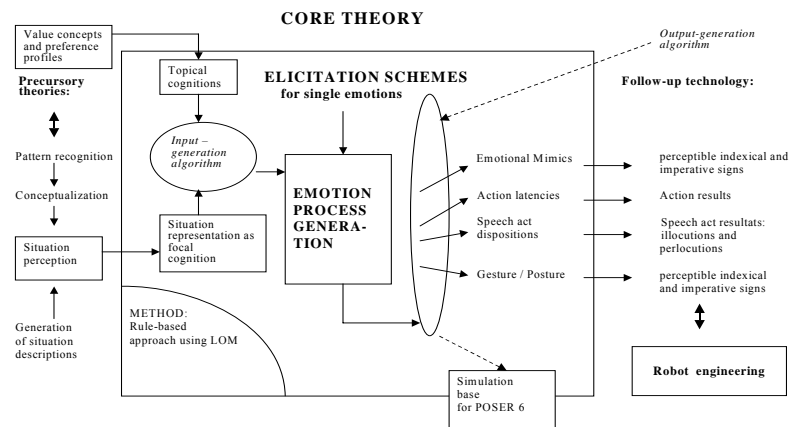 CORE THEORY
Value concepts
and preference
profiles
Precursory
theories:
Pattern recognition
Conceptualization
Situation
perception
Generation
of situation
descriptions
Topical
cognitions
Input –
generation
algorithm
Situation
representation as
focal
cognition
METHOD:
Rule-based
approach using LOM
ELICITATION SCHEMES
for single emotions
EMOTION
PROCESS
GENERA-
TION
Output-generation
algorithm
Emotional Mimics
Action latencies
Speech act
dispositions
Gesture / Posture
Simulation
base
for POSER 6
Follow-up technology:
perceptible indexical and
imperative signs
Action results
Speech act resultats:
illocutions and
perlocutions
perceptible indexical
and imperative signs
Robot engineering